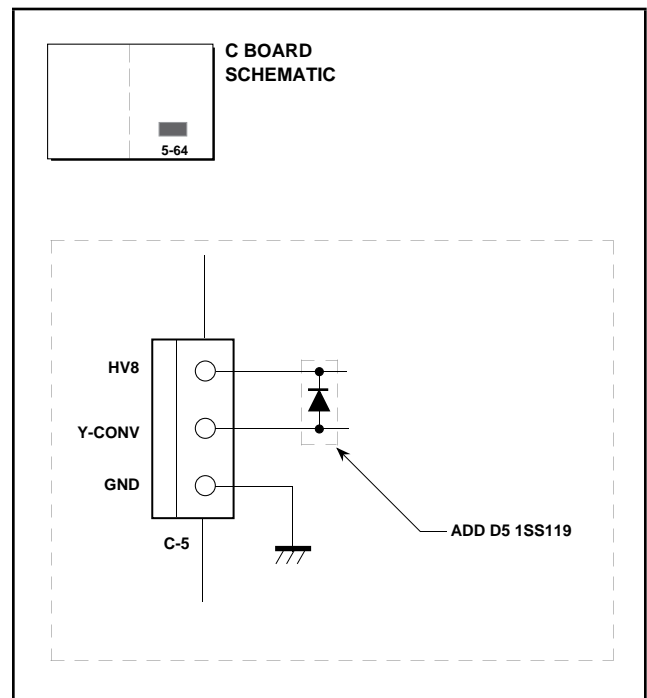 C BOARD
SCHEMATIC
5-64
HV8
Y-CONV
GND
C-5
ADD D5 1SS119